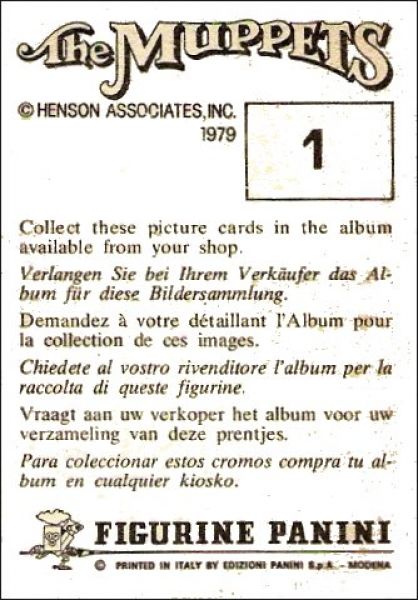 The MUPPETS
© HENSON ASSOCIATES, INC.
1979
1
Collect these picture cards in the album
available from your shop.
Verlangen Sie bei Ihrem Verkäufer das Al-
bum für diese Bildersammlung.
Demandez à votre détaillant l'Album pour
la collection de ces images.
Chiedete al vostro rivenditore l'album per la
raccolta di queste figurine.
Vraagt aan uw verkoper het album voor uw
verzameling van deze prentjes.
Para coleccionar estos cromos compra tu al-
bum en cualquier kiosko.
FIGURINE PANINI
© PRINTED IN ITALY BY EDIZIONI PANINI S.p.A. - MODENA